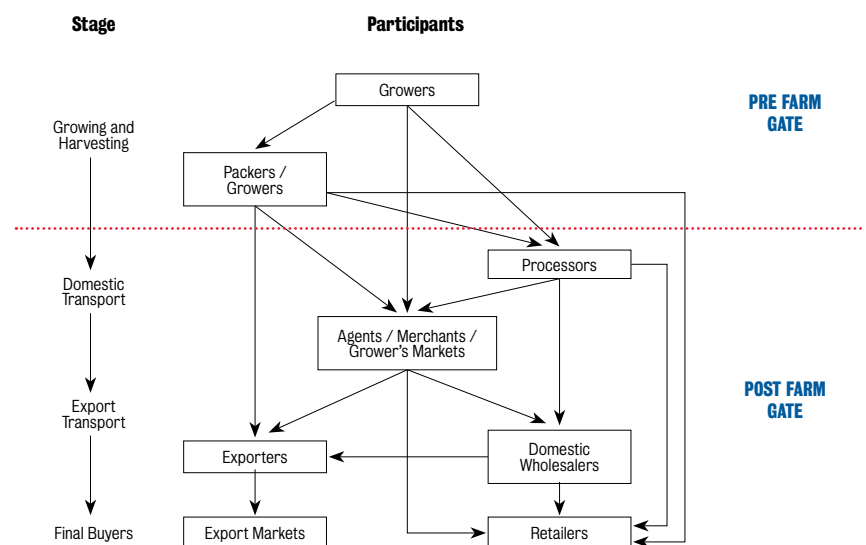 Stage
Participants
Growers
PRE FARM
GATE
Growing and
Harvesting
Packers /
Growers
Processors
Domestic
Transport
Agents / Merchants /
Grower's Markets
Export
Transport
POST FARM
GATE
Exporters
Domestic
Wholesalers
Final Buyers
Export Markets
Retailers